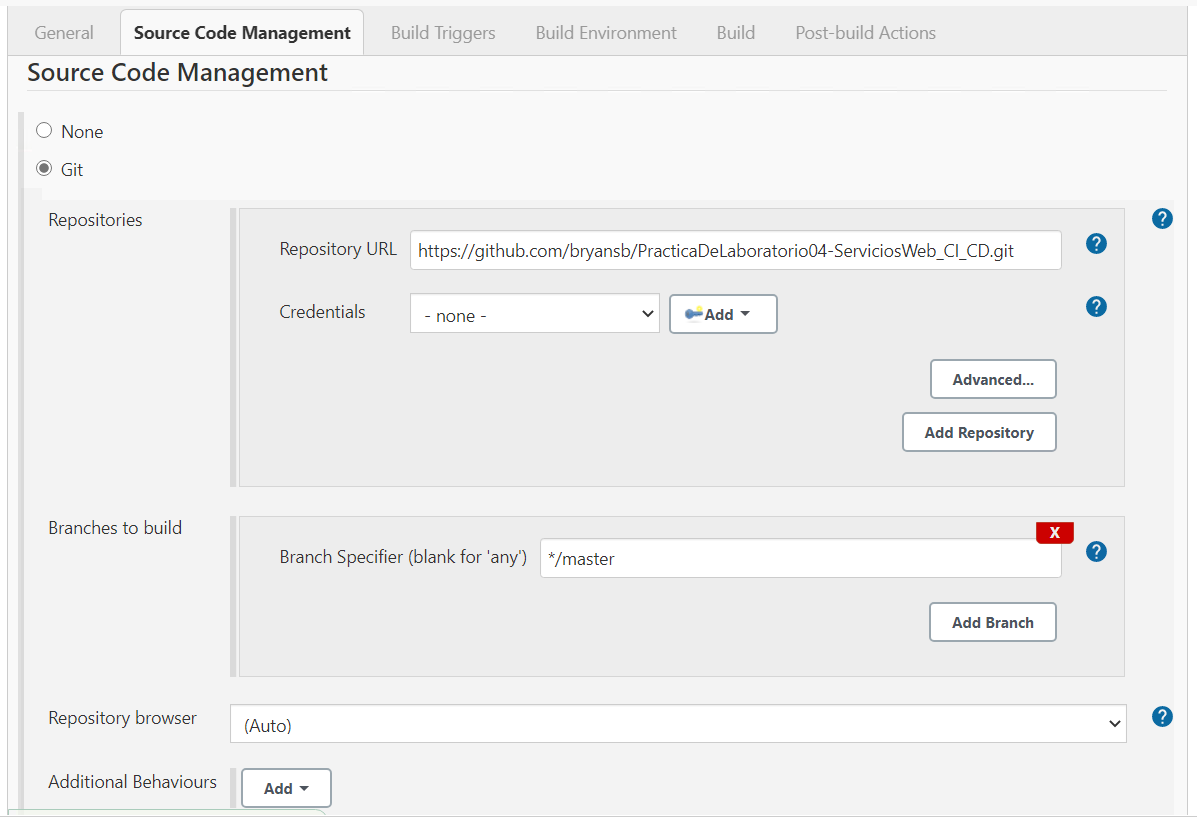 General Source Code Management Build Triggers Build Environment Build Post-build Actions
Source Code Management
None
Git
Repositories
Repository URL https://github.com/bryansb/PracticaDeLaboratorio04-ServiciosWeb_CI_CD.git
Credentials - none - Add
Advanced...
Add Repository
Branches to build
X
Branch Specifier (blank for 'any') */master
Add Branch
Repository browser (Auto)
Additional Behaviours Add